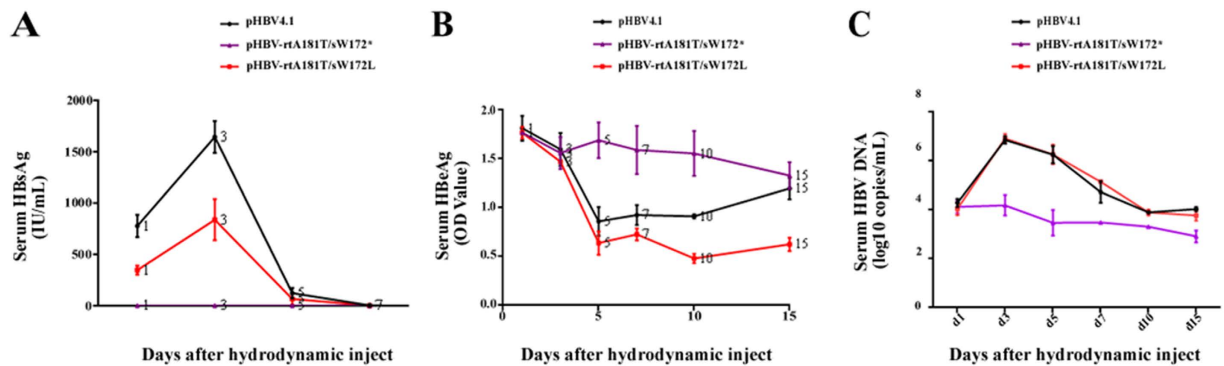 A
pHBV4.1
pHBV-rtA181T/sW172*
pHBV-rtA181T/sW172L
2000
1500
1000
500
0
Serum HBsAg
(IU/mL)
1
3
1
3
1
3
5
5
7
Days after hydrodynamic inject
B
pHBV4.1
pHBV-rtA181T/sW172*
pHBV-rtA181T/sW172L
2.0
1.5
1.0
0.5
0.0
Serum HBeAg
(OD Value)
1
3
3
5
7
10
15
15
5
7
10
5
7
10
15
0
5
10
15
Days after hydrodynamic inject
C
pHBV4.1
pHBV-rtA181T/sW172*
pHBV-rtA181T/sW172L
8
6
4
2
0
Serum HBV DNA
(log10 copies/mL)
d1
d3
d5
d7
d10
d15
Days after hydrodynamic inject